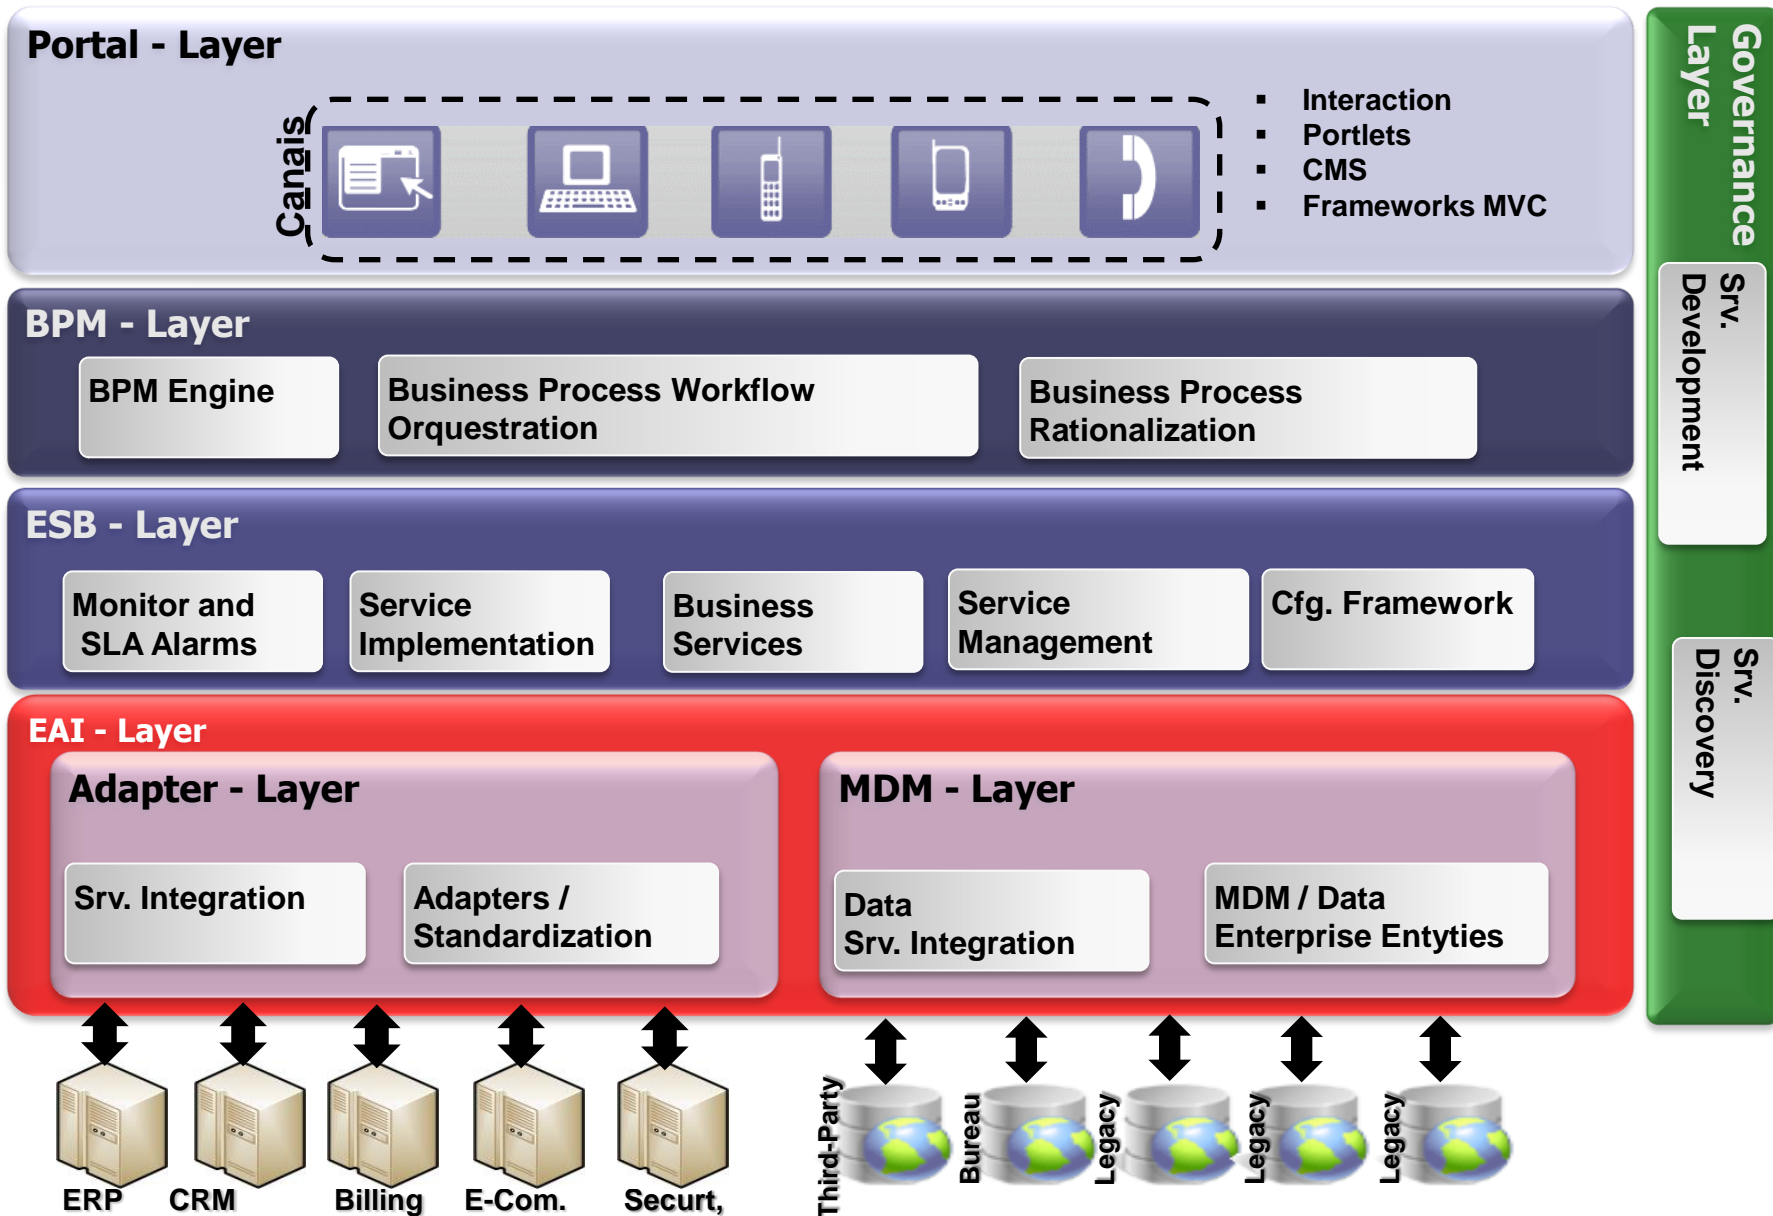 Portal - Layer
Canais
Interaction
Portlets
CMS
Frameworks MVC
BPM - Layer
BPM Engine
Business Process Workflow
Orquestration
Business Process
Rationalization
ESB - Layer
Monitor and
SLA Alarms
Service
Implementation
Business
Services
Service
Management
Cfg. Framework
EAI - Layer
Adapter - Layer
Srv. Integration
Adapters /
Standardization
MDM - Layer
Data
Srv. Integration
MDM / Data
Enterprise Entyties
ERP
CRM
Billing
E-Com.
Securt,
Third-Party
Bureau
Legacy
Legacy
Legacy
Governance
Layer
Srv.
Development
Srv.
Discovery